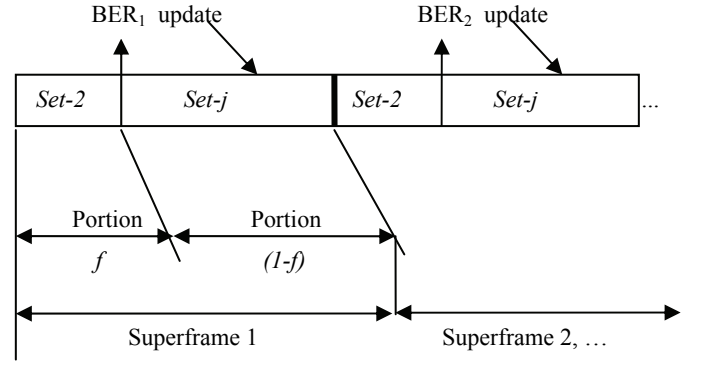 BER₁ update BER₂ update
Set-2 Set-j Set-2 Set-j ...
Portion Portion
f (1-f)
Superframe 1 Superframe 2, …